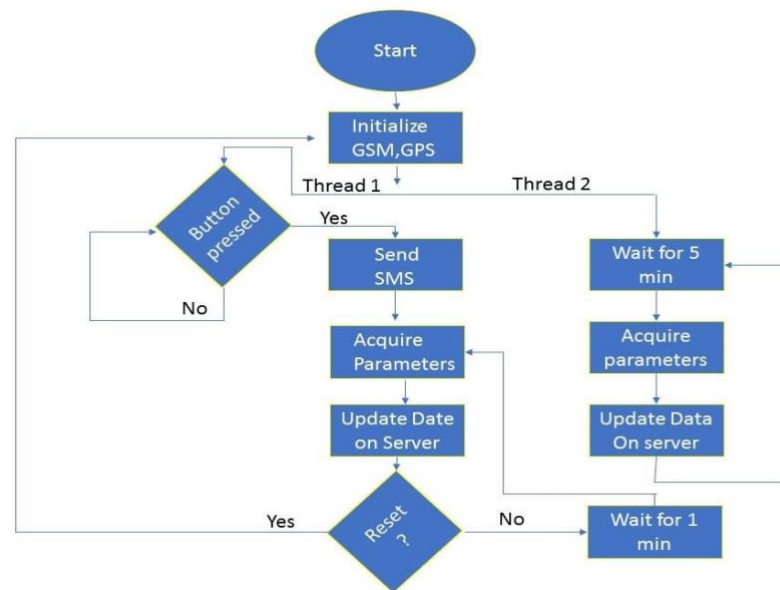 Start
Initialize
GSM,GPS
Thread 1
Thread 2
Button
pressed
Yes
No
Send
SMS
Acquire
Parameters
Update Date
on Server
Reset
?
Yes
No
Wait for 5
min
Acquire
parameters
Update Data
On server
Wait for 1
min